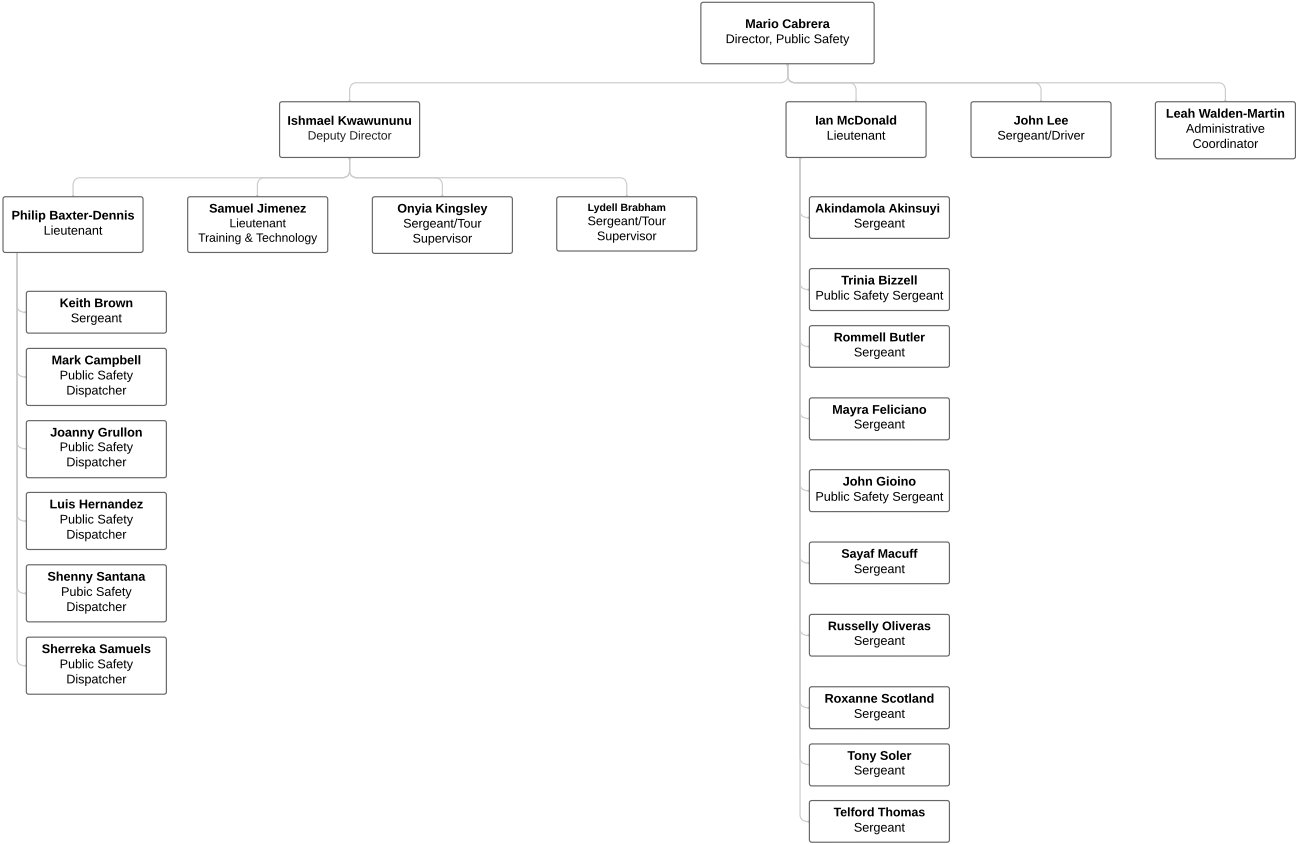 Mario Cabrera
Director, Public Safety
Ishmael Kwawununu
Deputy Director
Ian McDonald
Lieutenant
John Lee
Sergeant/Driver
Leah Walden-Martin
Administrative
Coordinator
Philip Baxter-Dennis
Lieutenant
Samuel Jimenez
Lieutenant
Training & Technology
Onyia Kingsley
Sergeant/Tour
Supervisor
Lydell Brabham
Sergeant/Tour
Supervisor
Keith Brown
Sergeant
Mark Campbell
Public Safety
Dispatcher
Joanny Grullon
Public Safety
Dispatcher
Luis Hernandez
Public Safety
Dispatcher
Shenny Santana
Pubic Safety
Dispatcher
Sherreka Samuels
Public Safety
Dispatcher
Akindamola Akinsuyi
Sergeant
Trinia Bizzell
Public Safety Sergeant
Rommell Butler
Sergeant
Mayra Feliciano
Sergeant
John Gioino
Public Safety Sergeant
Sayaf Macuff
Sergeant
Russelly Oliveras
Sergeant
Roxanne Scotland
Sergeant
Tony Soler
Sergeant
Telford Thomas
Sergeant